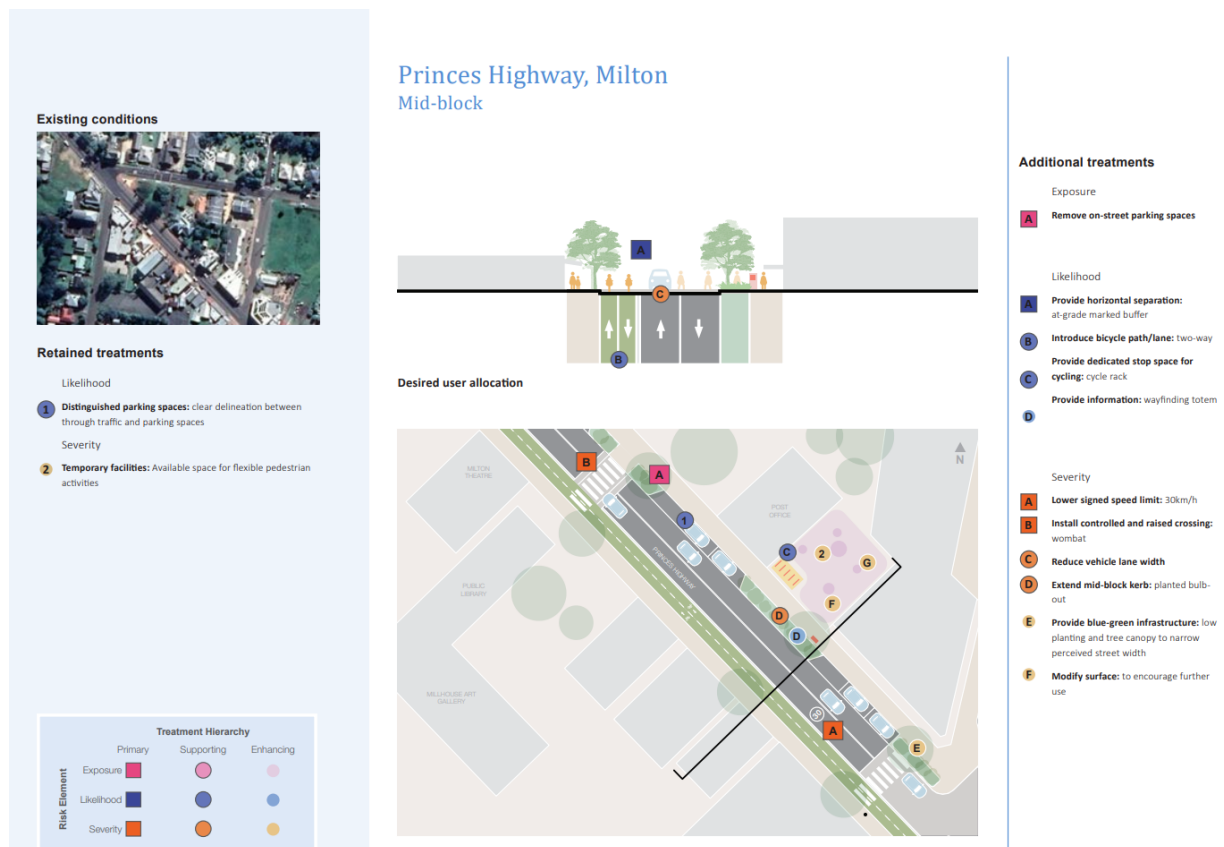 Princes Highway, Milton
Mid-block
Existing conditions
Retained treatments
Likelihood
1
Distinguished parking spaces: clear delineation between
through traffic and parking spaces
Severity
2
Temporary facilities: Available space for flexible pedestrian
activities
Treatment Hierarchy
Primary Supporting Enhancing
Risk Element
Exposure
Likelihood
Severity
A
C
B
Desired user allocation
N
B
A
MILTON
THEATRE
1
POST
OFFICE
C
2
G
PRINCES HIGHWAY
PUBLIC
LIBRARY
F
D
D
MILLHOUSE ART
GALLERY
30
A
E
Additional treatments
Exposure
A
Remove on-street parking spaces
Likelihood
A
Provide horizontal separation:
at-grade marked buffer
B
Introduce bicycle path/lane: two-way
Provide dedicated stop space for
C
cycling: cycle rack
Provide information: wayfinding totem
D
Severity
A
Lower signed speed limit: 30km/h
B
Install controlled and raised crossing:
wombat
C
Reduce vehicle lane width
D
Extend mid-block kerb: planted bulb-
out
E
Provide blue-green infrastructure: low
planting and tree canopy to narrow
perceived street width
F
Modify surface: to encourage further
use